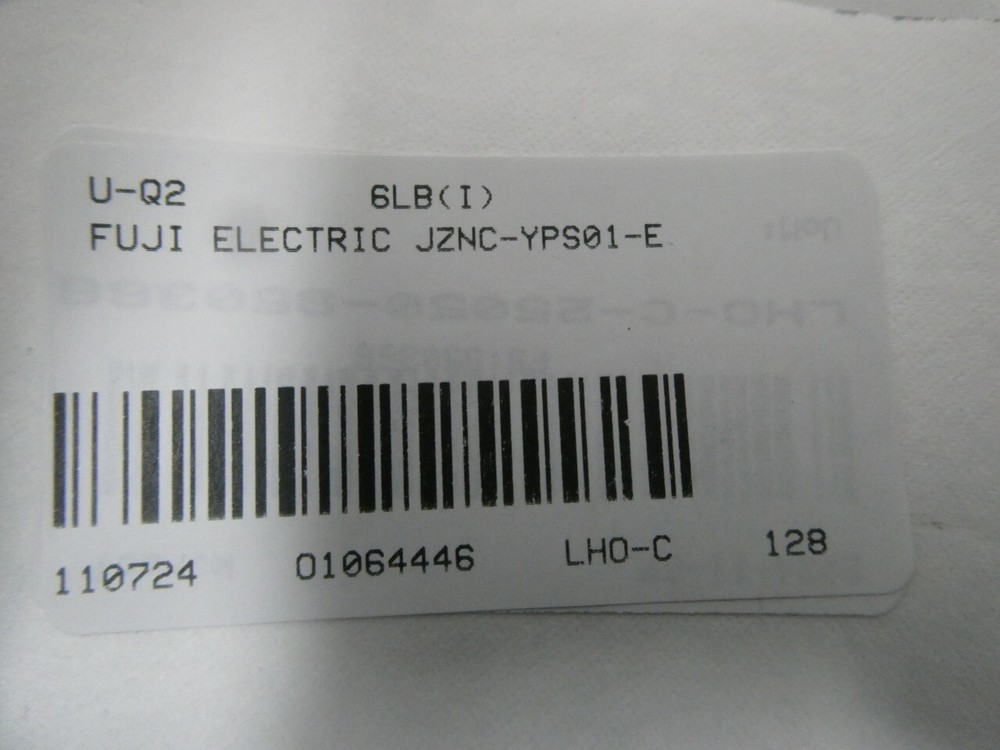 U-Q2 6LB(I)
FUJI ELECTRIC JZNC-YPS01-E
110724 01064446 LHO-C 128